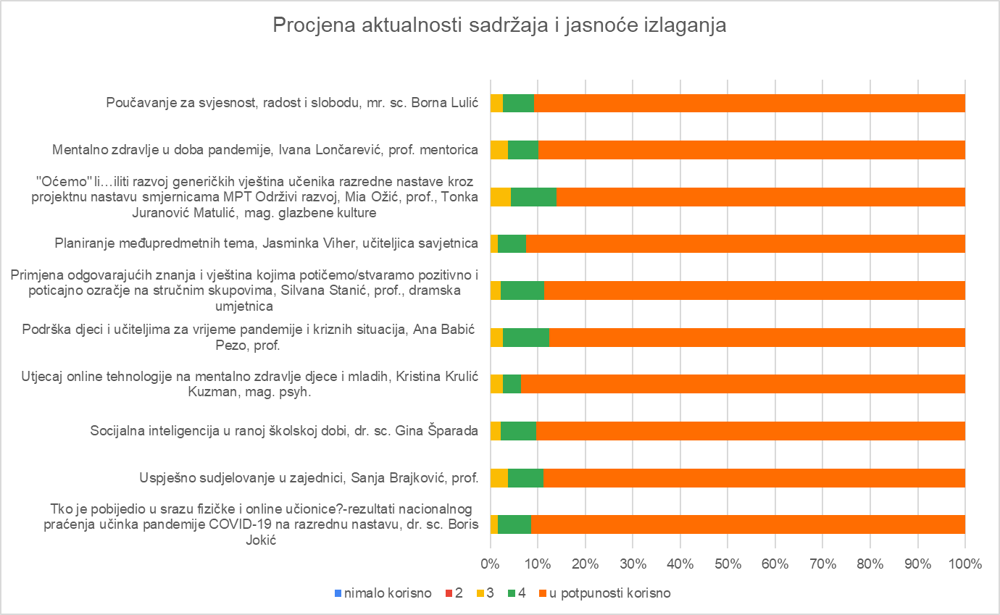 Procjena aktualnosti sadržaja i jasnoće izlaganja
Poučavanje za svjesnost, radost i slobodu, mr. sc. Borna Lulić
Mentalno zdravlje u doba pandemije, Ivana Lončarević, prof. mentorica
"Oćemo" li…iliti razvoj generičkih vještina učenika razredne nastave kroz
projektnu nastavu smjernicama MPT Održivi razvoj, Mia Ožić, prof., Tonka
Juranović Matulić, mag. glazbene kulture
Planiranje međupredmetnih tema, Jasminka Viher, učiteljica savjetnica
Primjena odgovarajućih znanja i vještina kojima potičemo/stvaramo pozitivno i
poticajno ozračje na stručnim skupovima, Silvana Stanić, prof., dramska
umjetnica
Podrška djeci i učiteljima za vrijeme pandemije i kriznih situacija, Ana Babić
Pezo, prof.
Utjecaj online tehnologije na mentalno zdravlje djece i mladih, Kristina Krulić
Kuzman, mag. psyh.
Socijalna inteligencija u ranoj školskoj dobi, dr. sc. Gina Šparada
Uspješno sudjelovanje u zajednici, Sanja Brajković, prof.
Tko je pobijedio u srazu fizičke i online učionice?-rezultati nacionalnog
praćenja učinka pandemije COVID-19 na razrednu nastavu, dr. sc. Boris
Jokić
0% 10% 20% 30% 40% 50% 60% 70% 80% 90% 100%
nimalo korisno 2 3 4 u potpunosti korisno